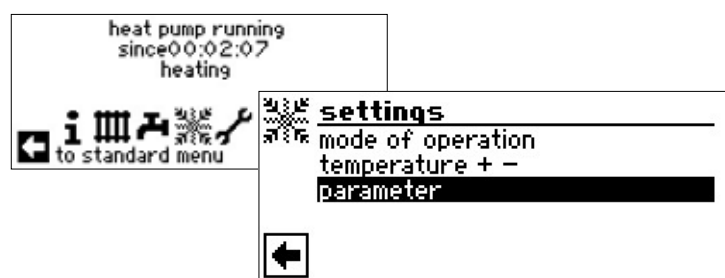 heat pump running
since00:02:07
heating
to standard menu
settings
mode of operation
temperature + −
parameter